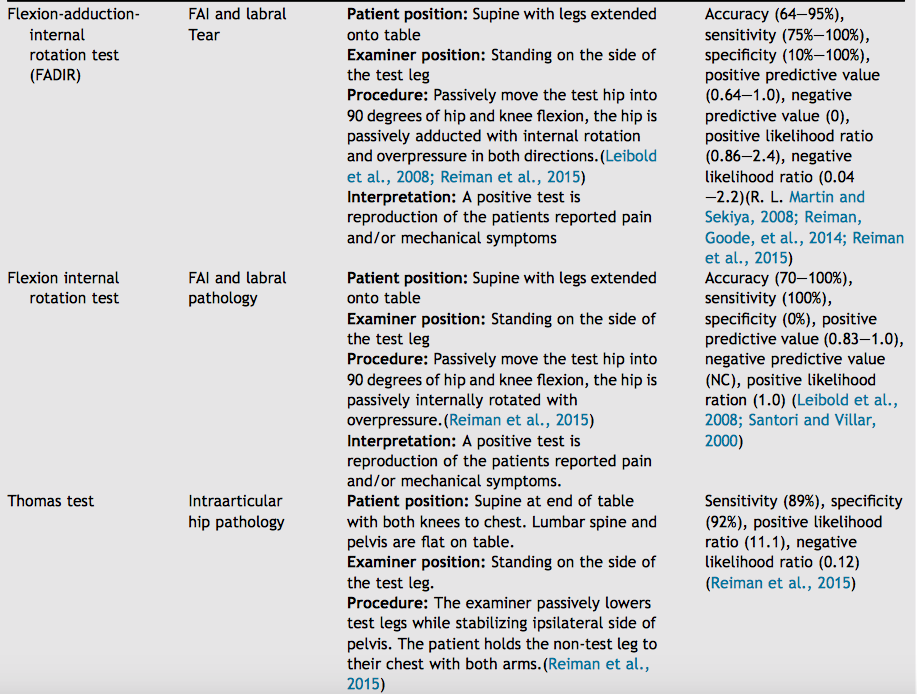 Flexion-adduction-
internal
rotation test
(FADIR)
FAI and labral
Tear
Patient position: Supine with legs extended
onto table
Examiner position: Standing on the side of
the test leg
Procedure: Passively move the test hip into
90 degrees of hip and knee flexion, the hip is
passively adducted with internal rotation
and overpressure in both directions.(Leibold
et al., 2008; Reiman et al., 2015)
Interpretation: A positive test is
reproduction of the patients reported pain
and/or mechanical symptoms
Accuracy (64–95%),
sensitivity (75%–100%),
specificity (10%–100%),
positive predictive value
(0.64–1.0), negative
predictive value (0),
positive likelihood ratio
(0.86–2.4), negative
likelihood ratio (0.04
–2.2)(R. L. Martin and
Sekiya, 2008; Reiman,
Goode, et al., 2014; Reiman
et al., 2015)
Flexion internal
rotation test
FAI and labral
pathology
Patient position: Supine with legs extended
onto table
Examiner position: Standing on the side of
the test leg
Procedure: Passively move the test hip into
90 degrees of hip and knee flexion, the hip is
passively internally rotated with
overpressure.(Reiman et al., 2015)
Interpretation: A positive test is
reproduction of the patients reported pain
and/or mechanical symptoms.
Accuracy (70–100%),
sensitivity (100%),
specificity (0%), positive
predictive value (0.83–1.0),
negative predictive value
(NC), positive likelihood
ration (1.0) (Leibold et al.,
2008; Santori and Villar,
2000)
Thomas test
Intraarticular
hip pathology
Patient position: Supine at end of table
with both knees to chest. Lumbar spine and
pelvis are flat on table.
Examiner position: Standing on the side of
the test leg.
Procedure: The examiner passively lowers
test legs while stabilizing ipsilateral side of
pelvis. The patient holds the non-test leg to
their chest with both arms.(Reiman et al.,
2015)
Sensitivity (89%), specificity
(92%), positive likelihood
ratio (11.1), negative
likelihood ratio (0.12)
(Reiman et al., 2015)